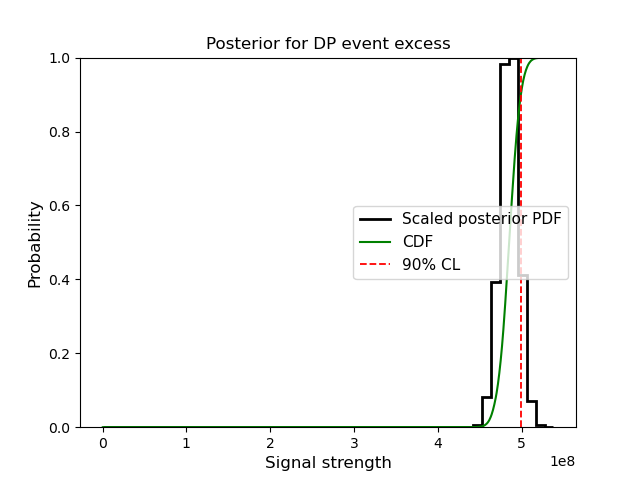 Posterior for DP event excess
Probability
1.0
0.8
0.6
0.4
0.2
0.0
Scaled posterior PDF
CDF
90% CL
0 1 2 3 4 5
1e8
Signal strength